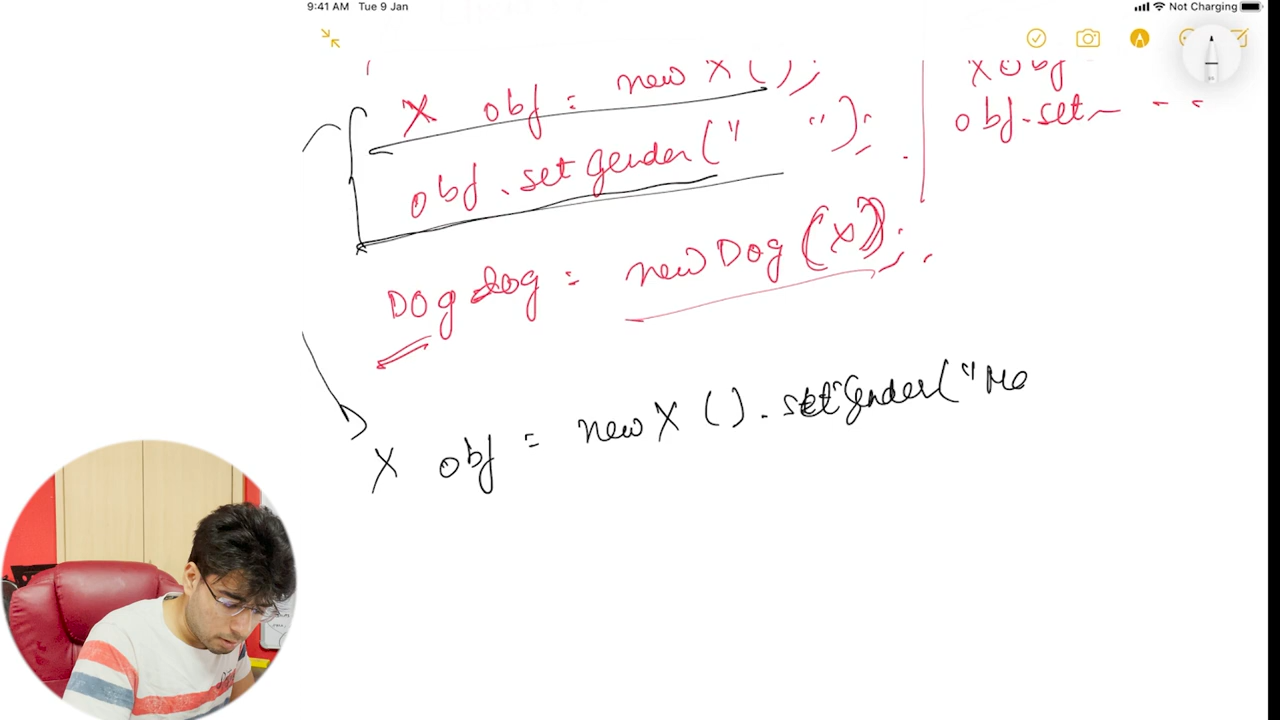 9:41 AM Tue 9 Jan
Not Charging
X obj = new X ();
obj.setGender(" ");
Dog dog = new Dog (X);
X obj
obj.set~ - -
X obj = new X ().setGender("Ma